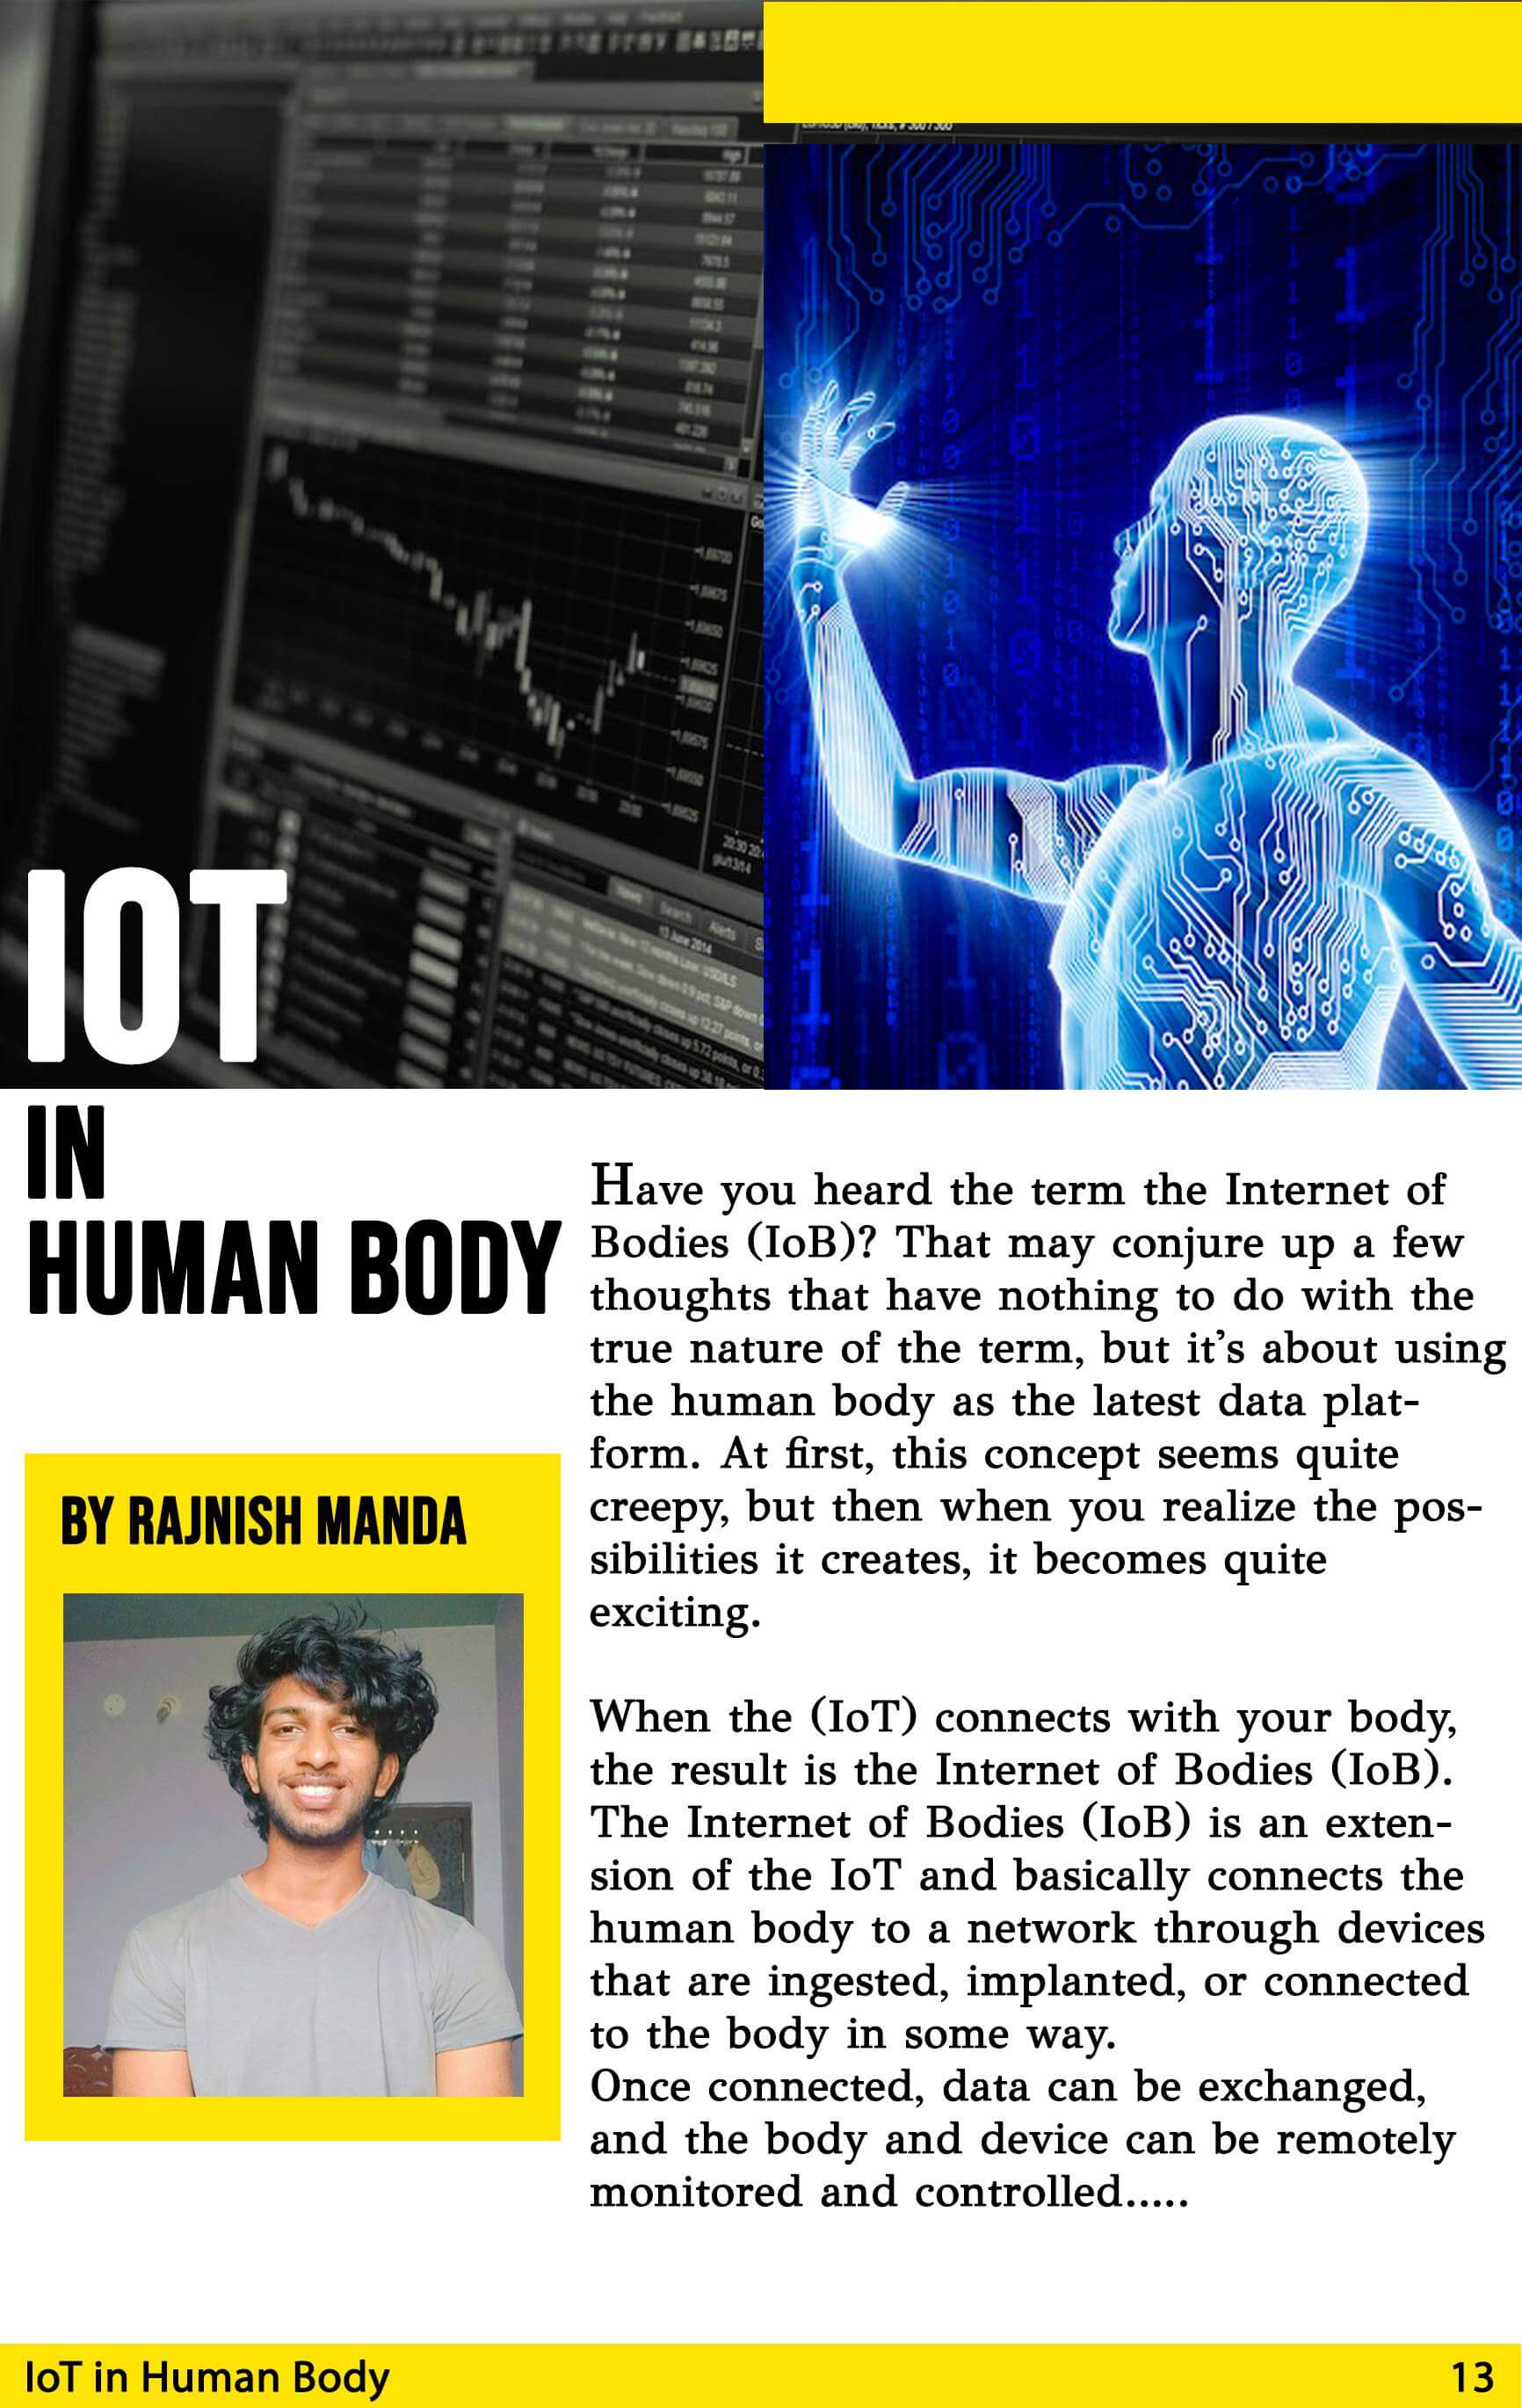 IOT
IN
HUMAN BODY
BY RAJNISH MANDA
Have you heard the term the Internet of
Bodies (IoB)? That may conjure up a few
thoughts that have nothing to do with the
true nature of the term, but it’s about using
the human body as the latest data plat-
form. At first, this concept seems quite
creepy, but then when you realize the pos-
sibilities it creates, it becomes quite
exciting.
When the (IoT) connects with your body,
the result is the Internet of Bodies (IoB).
The Internet of Bodies (IoB) is an exten-
sion of the IoT and basically connects the
human body to a network through devices
that are ingested, implanted, or connected
to the body in some way.
Once connected, data can be exchanged,
and the body and device can be remotely
monitored and controlled.....
IoT in Human Body
13